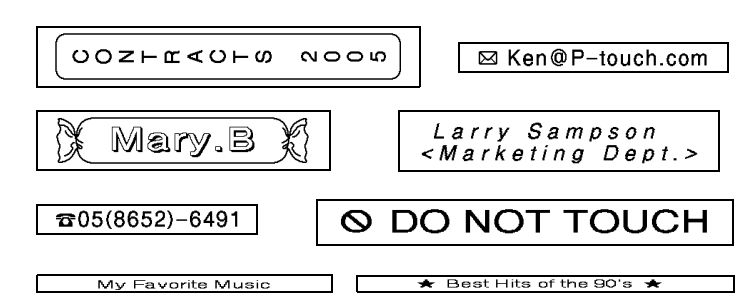 CONTRACTS 2005
✉ Ken@P-touch.com
Mary.B
Larry Sampson
<Marketing Dept.>
☎05(8652)-6491
🛇 DO NOT TOUCH
My Favorite Music
★ Best Hits of the 90's ★